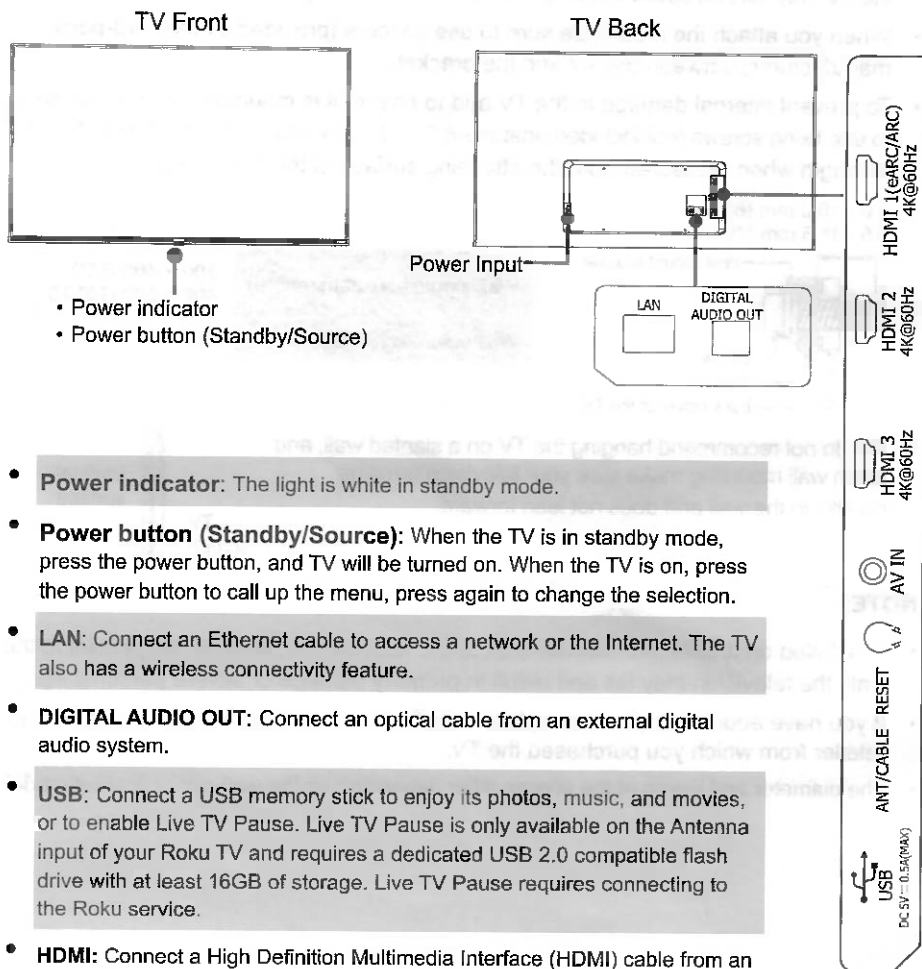 TV Front
TV Back
Power Input
• Power indicator
• Power button (Standby/Source)
LAN
DIGITAL
AUDIO OUT
HDMI 1(eARC/ARC)
4K@60Hz
HDMI 2
4K@60Hz
HDMI 3
4K@60Hz
AV IN
ANT/CABLE RESET
USB
DC 5V⎓0.5A(MAX)
• Power indicator: The light is white in standby mode.
• Power button (Standby/Source): When the TV is in standby mode,
press the power button, and TV will be turned on. When the TV is on, press
the power button to call up the menu, press again to change the selection.
• LAN: Connect an Ethernet cable to access a network or the Internet. The TV
also has a wireless connectivity feature.
• DIGITAL AUDIO OUT: Connect an optical cable from an external digital
audio system.
• USB: Connect a USB memory stick to enjoy its photos, music, and movies,
or to enable Live TV Pause. Live TV Pause is only available on the Antenna
input of your Roku TV and requires a dedicated USB 2.0 compatible flash
drive with at least 16GB of storage. Live TV Pause requires connecting to
the Roku service.
• HDMI: Connect a High Definition Multimedia Interface (HDMI) cable from an